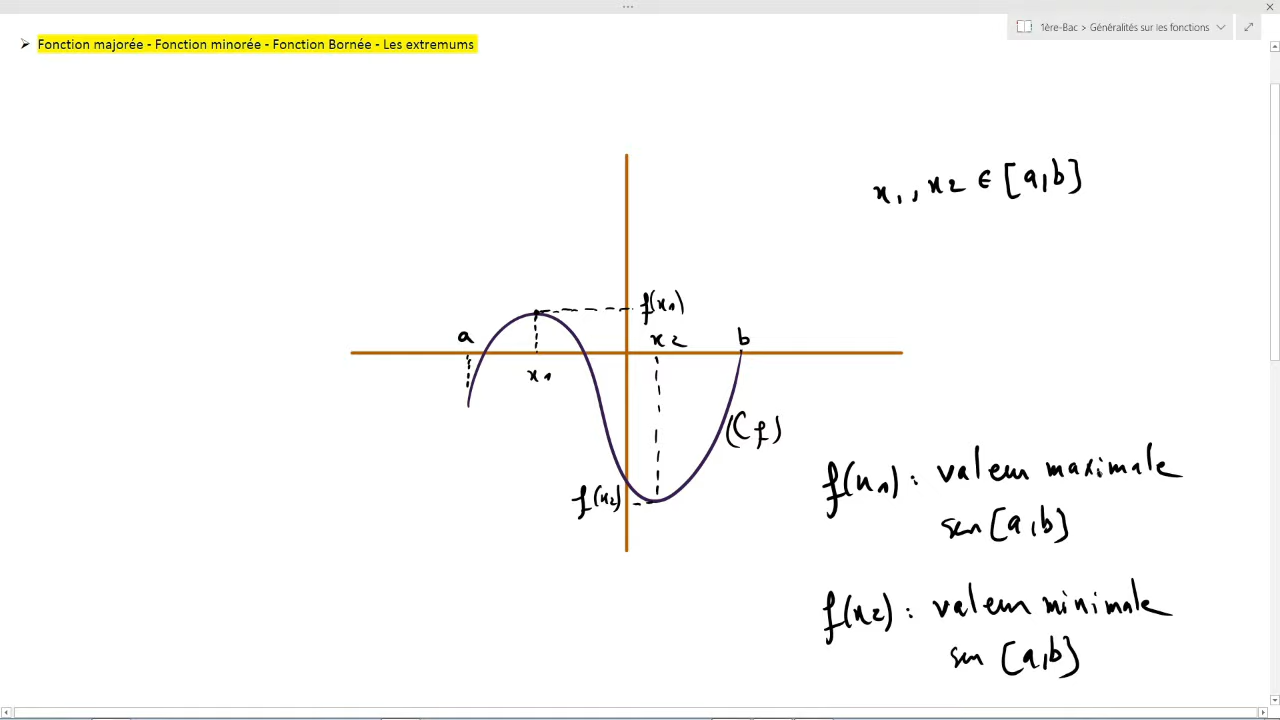 1ère-Bac > Généralités sur les fonctions
➢ Fonction majorée - Fonction minorée - Fonction Bornée - Les extremums
x1, x2 ∈ [a,b]
f(x1)
a
x2
b
x1
(Cf)
f(x2)
f(x1) : valeur maximale
sur [a,b]
f(x2) : valeur minimale
sur [a,b]